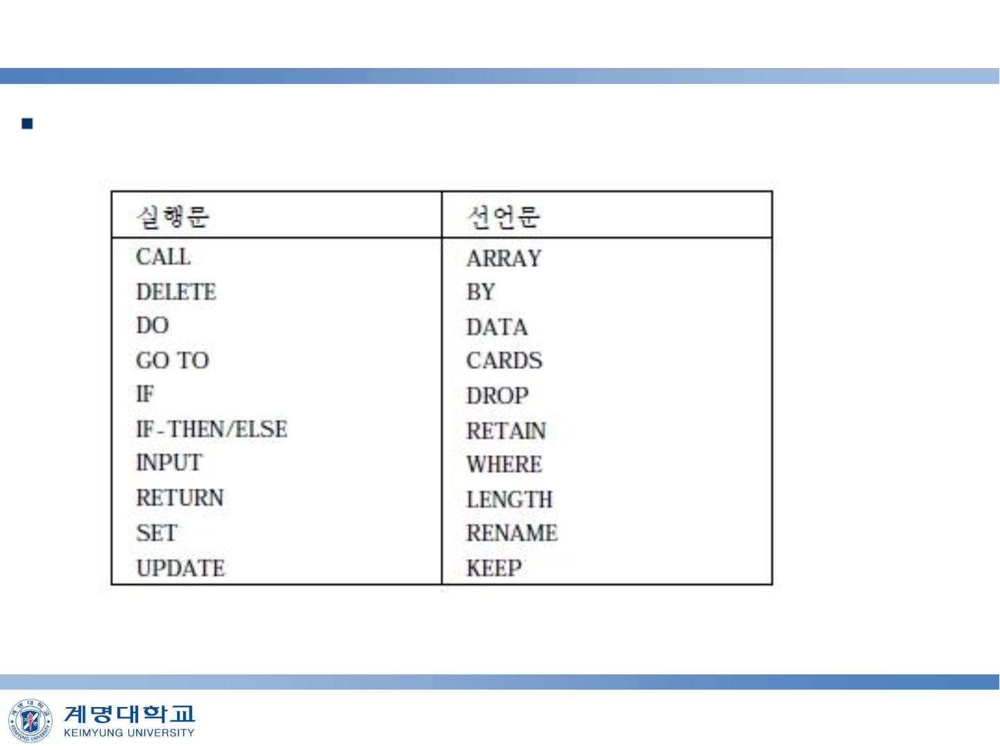 실행문 선언문
CALL ARRAY
DELETE BY
DO DATA
GO TO CARDS
IF DROP
IF-THEN/ELSE RETAIN
INPUT WHERE
RETURN LENGTH
SET RENAME
UPDATE KEEP
계명대학교
KEIMYUNG UNIVERSITY